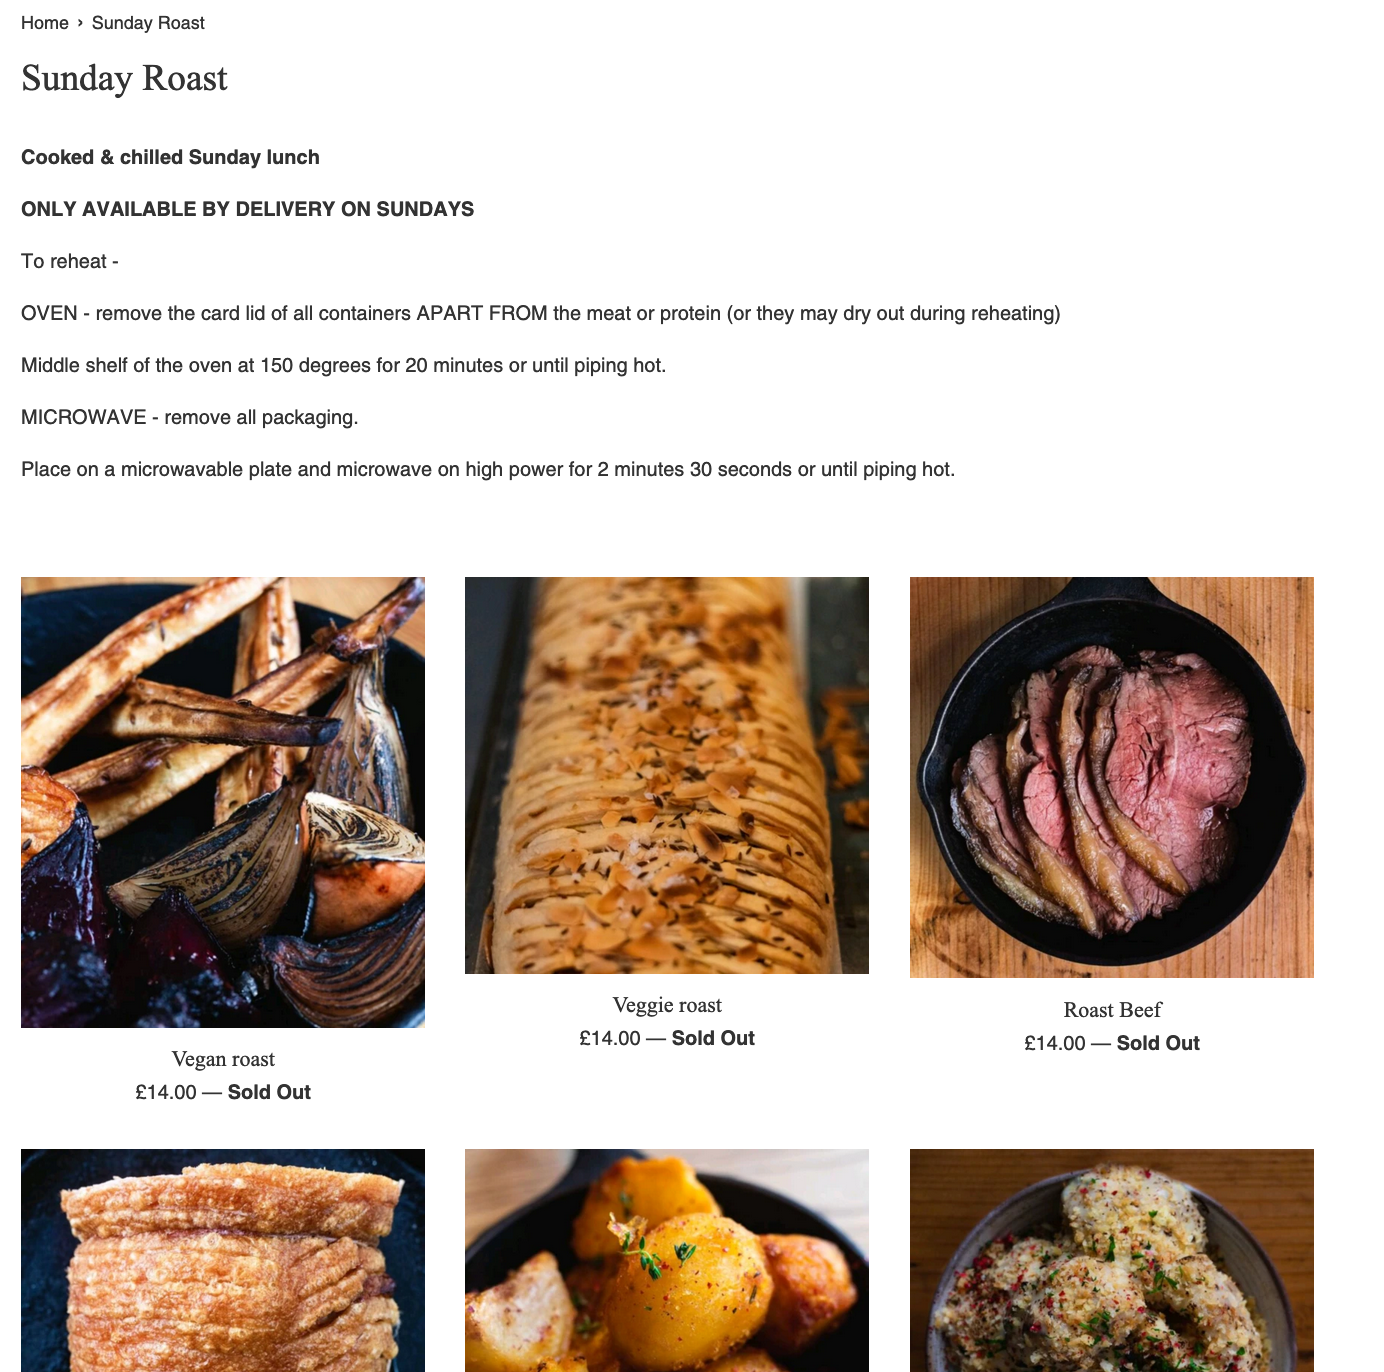 Home › Sunday Roast
Sunday Roast
Cooked & chilled Sunday lunch
ONLY AVAILABLE BY DELIVERY ON SUNDAYS
To reheat -
OVEN - remove the card lid of all containers APART FROM the meat or protein (or they may dry out during reheating)
Middle shelf of the oven at 150 degrees for 20 minutes or until piping hot.
MICROWAVE - remove all packaging.
Place on a microwavable plate and microwave on high power for 2 minutes 30 seconds or until piping hot.
Vegan roast
£14.00 — Sold Out
Veggie roast
£14.00 — Sold Out
Roast Beef
£14.00 — Sold Out